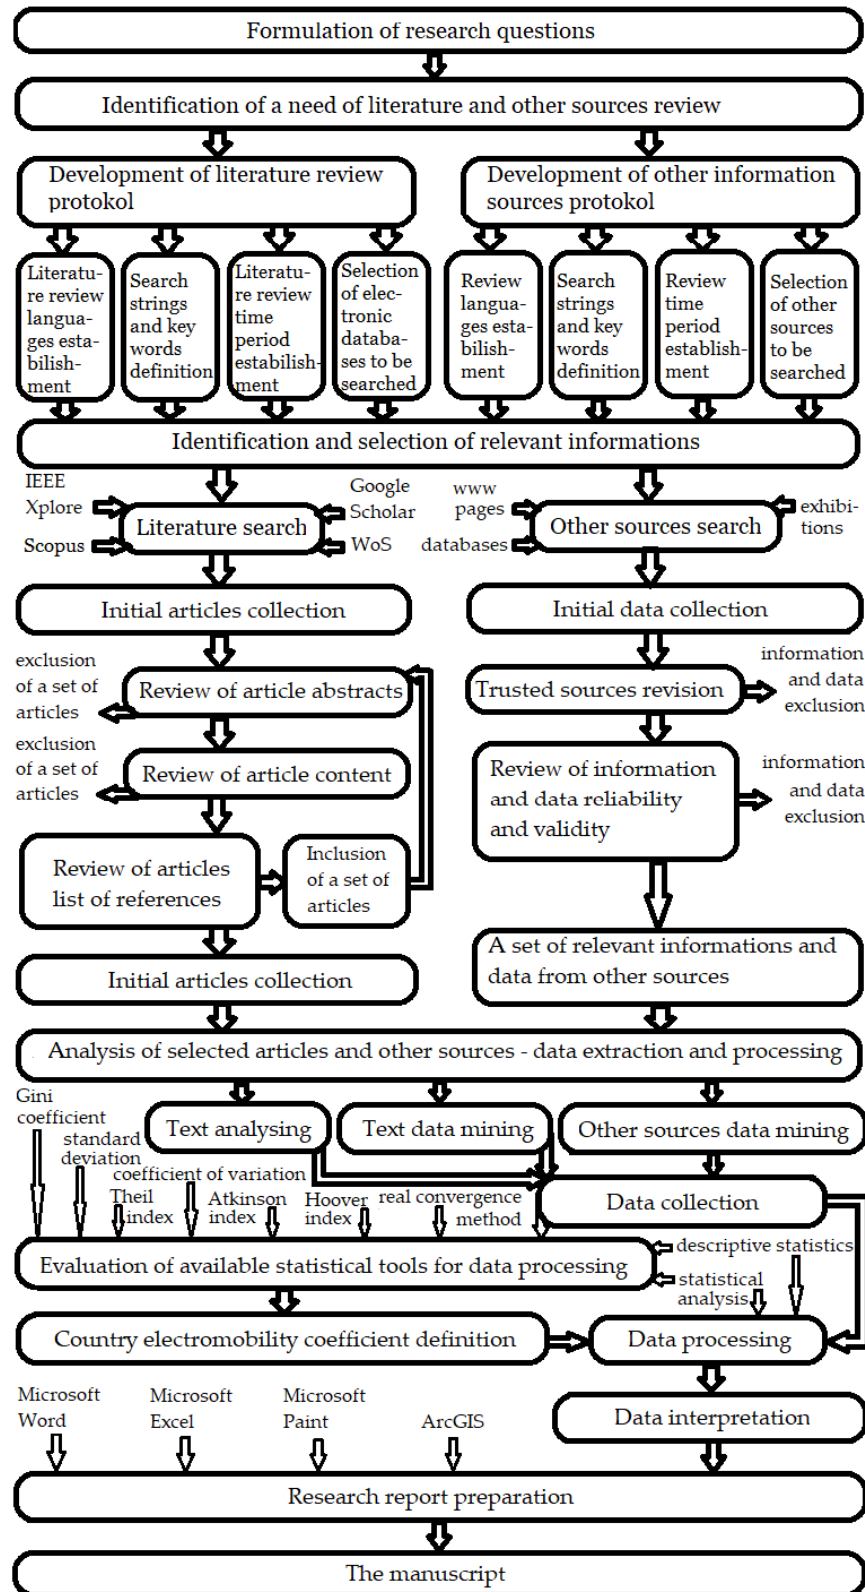 Formulation of research questions
Identification of a need of literature and other sources review
Development of literature review
protokol
Development of other information
sources protokol
Literatu-
re review
langua-
ges esta-
bilish-
ment
Search
strings
and key
words
definition
Literatu-
re review
time
period
estabilish-
ment
Selection
of elec-
tronic
databa-
ses to be
searched
Review
langua-
ges esta-
bilish-
ment
Search
strings
and key
words
definition
Review
time
period
establish-
ment
Selection
of other
sources
to be
searched
Identification and selection of relevant informations
IEEE
Xplore
Scopus
Literature search
Google
Scholar
WoS
www
pages
databases
Other sources search
exhibi-
tions
Initial articles collection
Initial data collection
exclusion
of a set of
articles
Review of article abstracts
Trusted sources revision
information
and data
exclusion
exclusion
of a set of
articles
Review of article content
Review of information
and data reliability
and validity
information
and data
exclusion
Review of articles
list of references
Inclusion
of a set of
articles
Initial articles collection
A set of relevant informations and
data from other sources
Analysis of selected articles and other sources - data extraction and processing
Gini
coefficient
Text analysing
Text data mining
Other sources data mining
standard
deviation
coefficient of variation
Theil
index
Atkinson
index
Hoover
index
real convergence
method
Data collection
Evaluation of available statistical tools for data processing
descriptive statistics
statistical
analysis
Country electromobility coefficient definition
Data processing
Microsoft
Word
Microsoft
Excel
Microsoft
Paint
ArcGIS
Data interpretation
Research report preparation
The manuscript